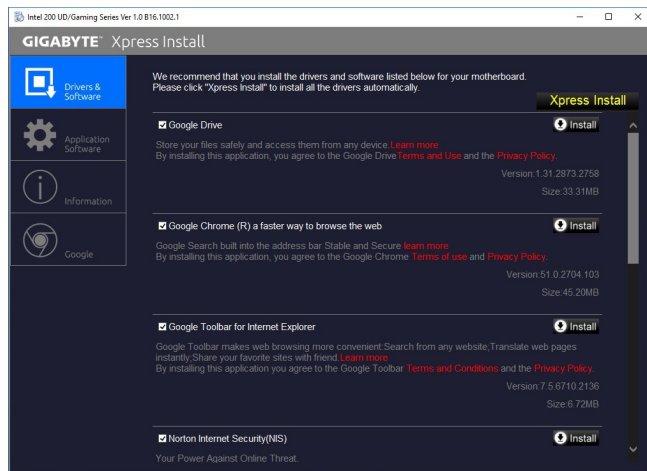 Intel 200 UD/Gaming Series Ver 1.0 B16.1002.1
GIGABYTE™ Xpress Install
Drivers &
Software
Application
Software
Information
Google
We recommend that you install the drivers and software listed below for your motherboard.
Please click "Xpress Install" to install all the drivers automatically.
Xpress Install
Google Drive
Install
Store your files safely and access them from any device.Learn more
By installing this application, you agree to the Google DriveTerms and Use and the Privacy Policy.
Version:1.31.2873.2758
Size:33.31MB
Google Chrome (R) a faster way to browse the web
Install
Google Search built into the address bar Stable and Secure learn more
By installing this application, you agree to the Google Chrome Terms of use and Privacy Policy.
Version:51.0.2704.103
Size:45.20MB
Google Toolbar for Internet Explorer
Install
Google Toolbar makes web browsing more convenient:Search from any website;Translate web pages
instantly;Share your favorite sites with friend.Learn more
By installing this application you agree to the Google Toolbar Terms and Conditions and the Privacy Policy.
Version:7.5.6710.2136
Size:6.72MB
Norton Internet Security(NIS)
Install
Your Power Against Online Threat.